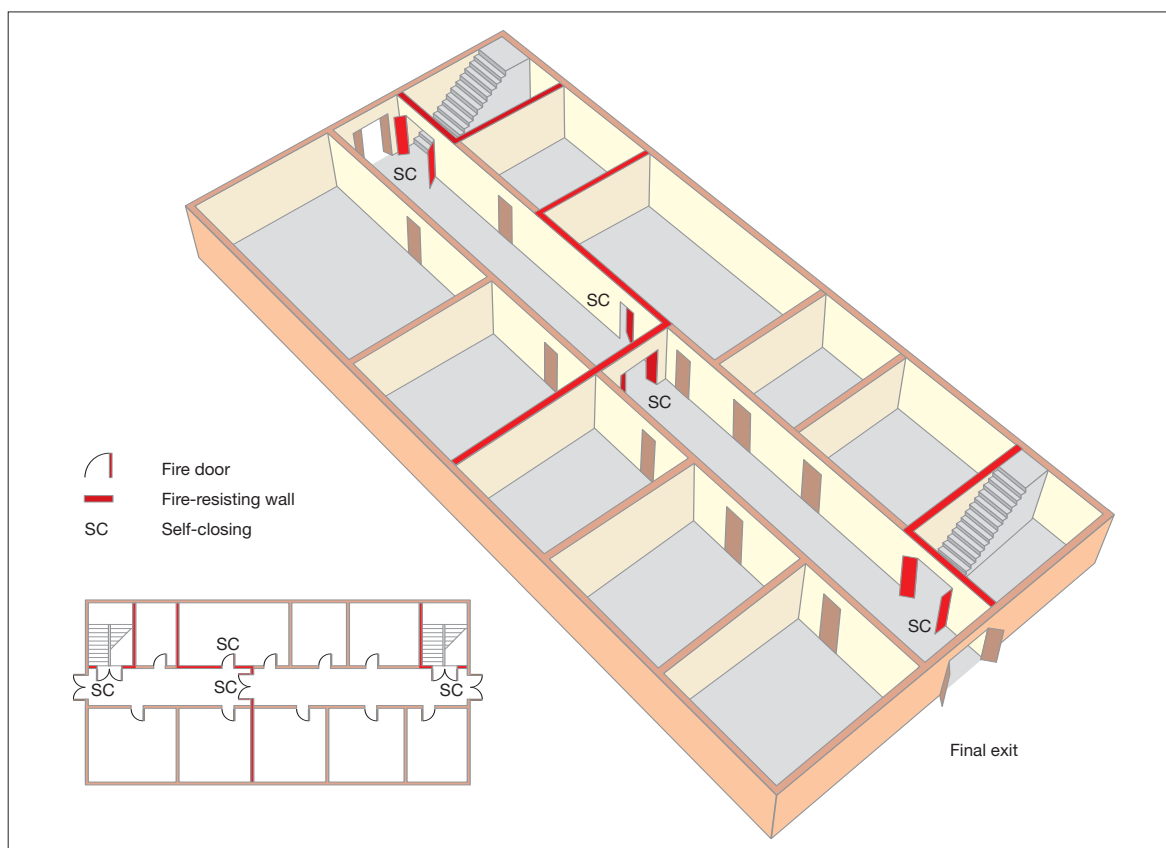 SC
SC
SC
Fire door
Fire-resisting wall
SC Self-closing
SC
Final exit
SC
SC SC SC